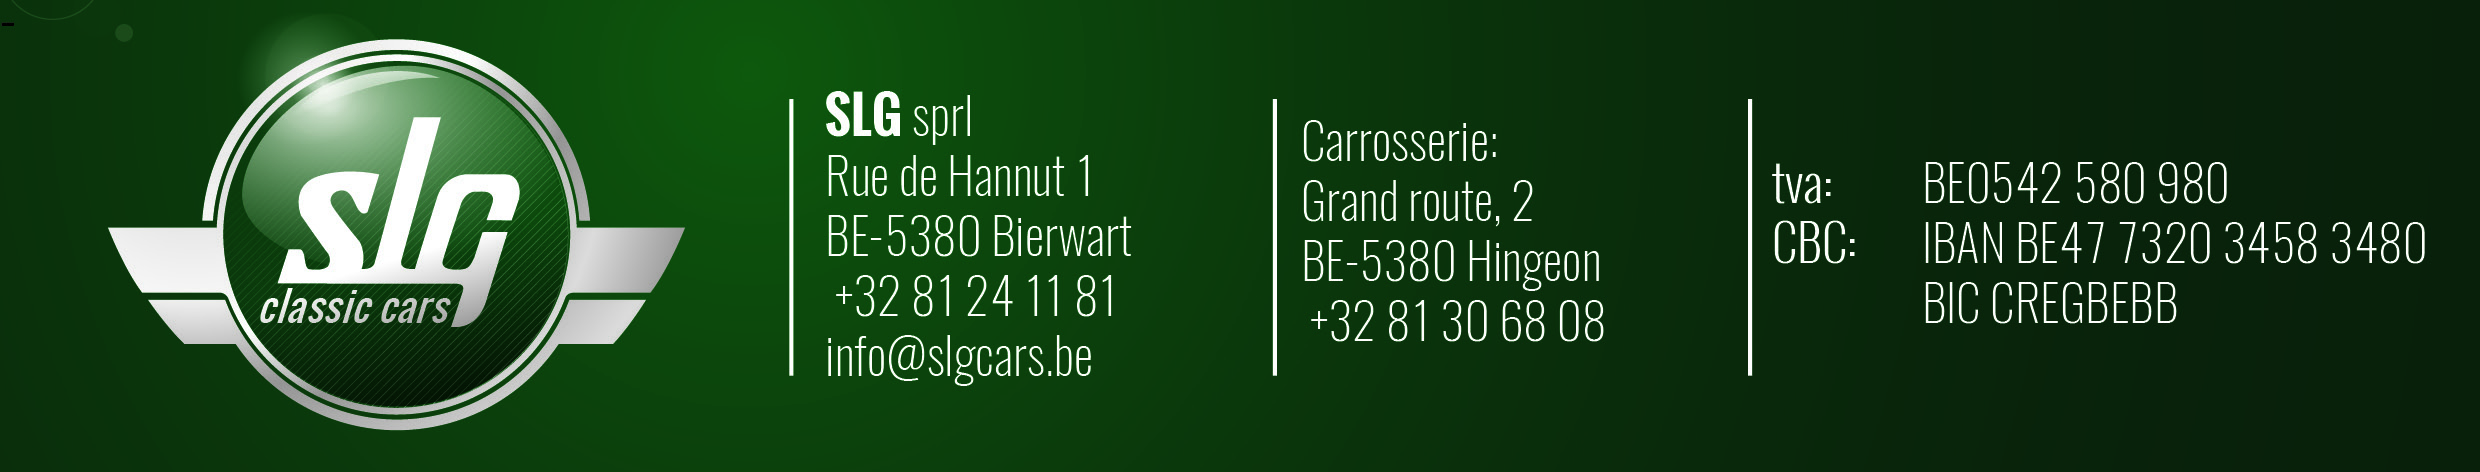 slg
classic cars
SLG sprl
Rue de Hannut 1
BE-5380 Bierwart
+32 81 24 11 81
info@slgcars.be
Carrosserie:
Grand route, 2
BE-5380 Hingeon
+32 81 30 68 08
tva: BE0542 580 980
CBC: IBAN BE47 7320 3458 3480
BIC CREGBEBB